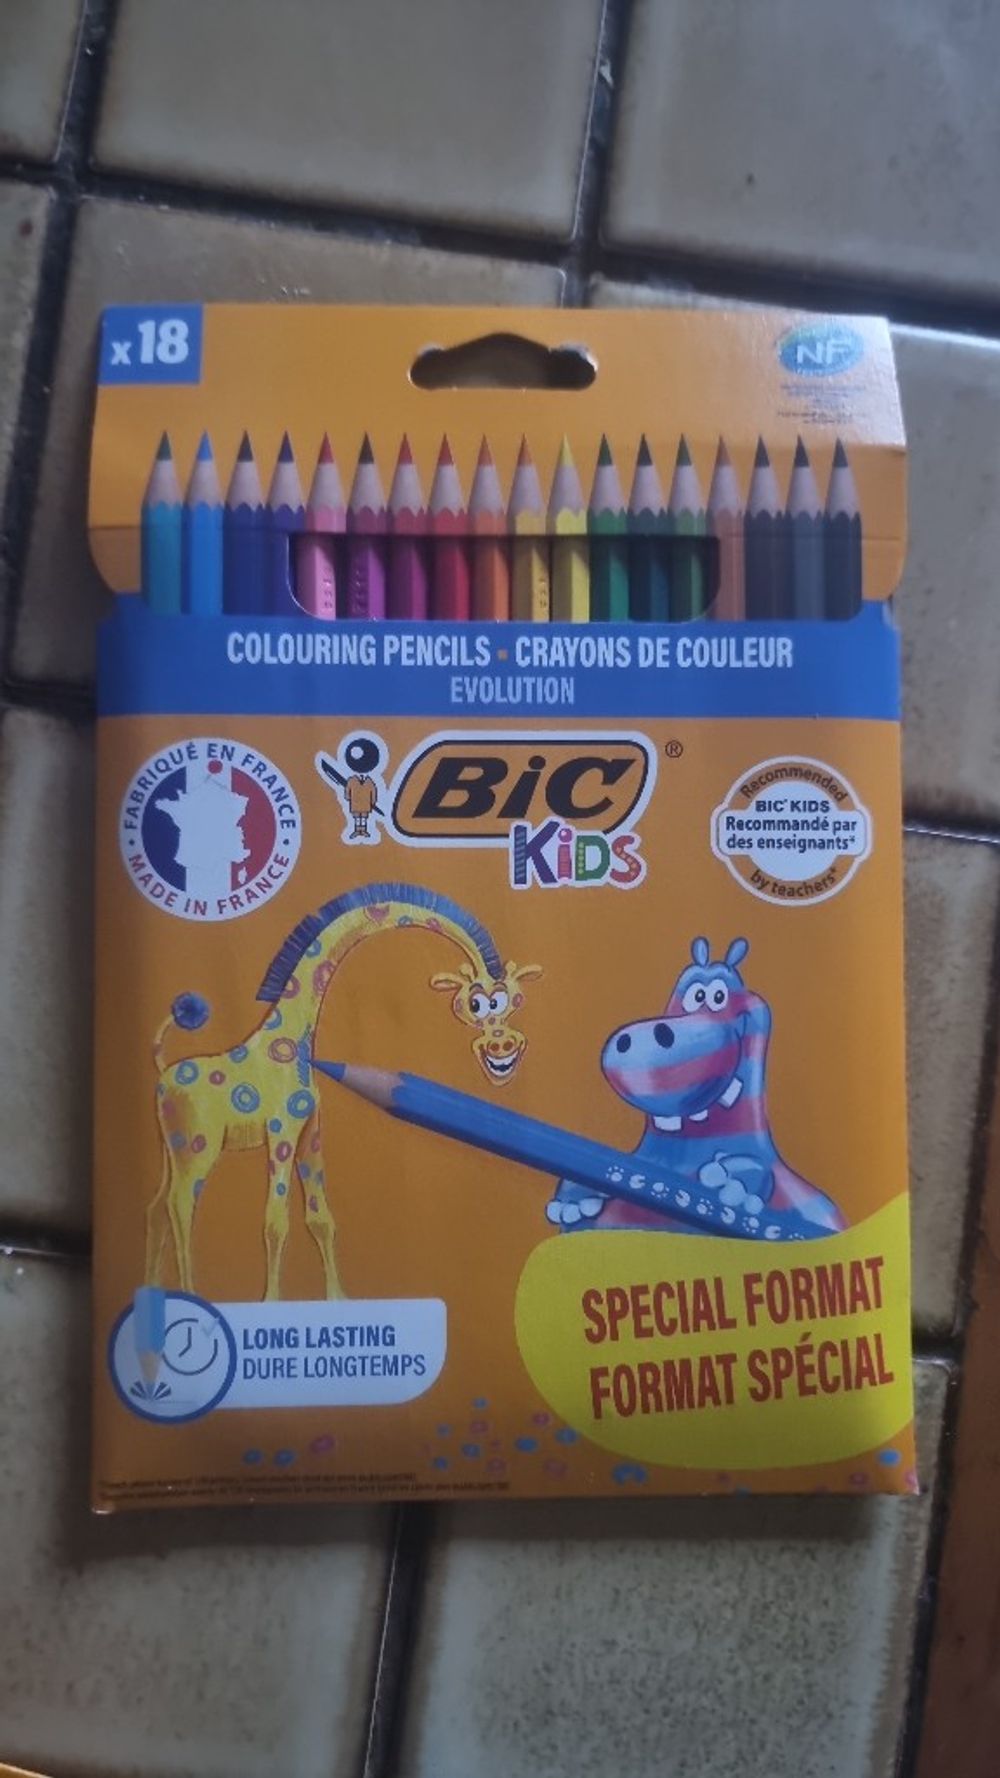 x18
NF
COLOURING PENCILS - CRAYONS DE COULEUR
EVOLUTION
FABRIQUÉ EN FRANCE
MADE IN FRANCE
BiC ®
KiDS
Recommended
BIC® KIDS
Recommandé par
des enseignants*
by teachers*
LONG LASTING
DURE LONGTEMPS
SPECIAL FORMAT
FORMAT SPÉCIAL